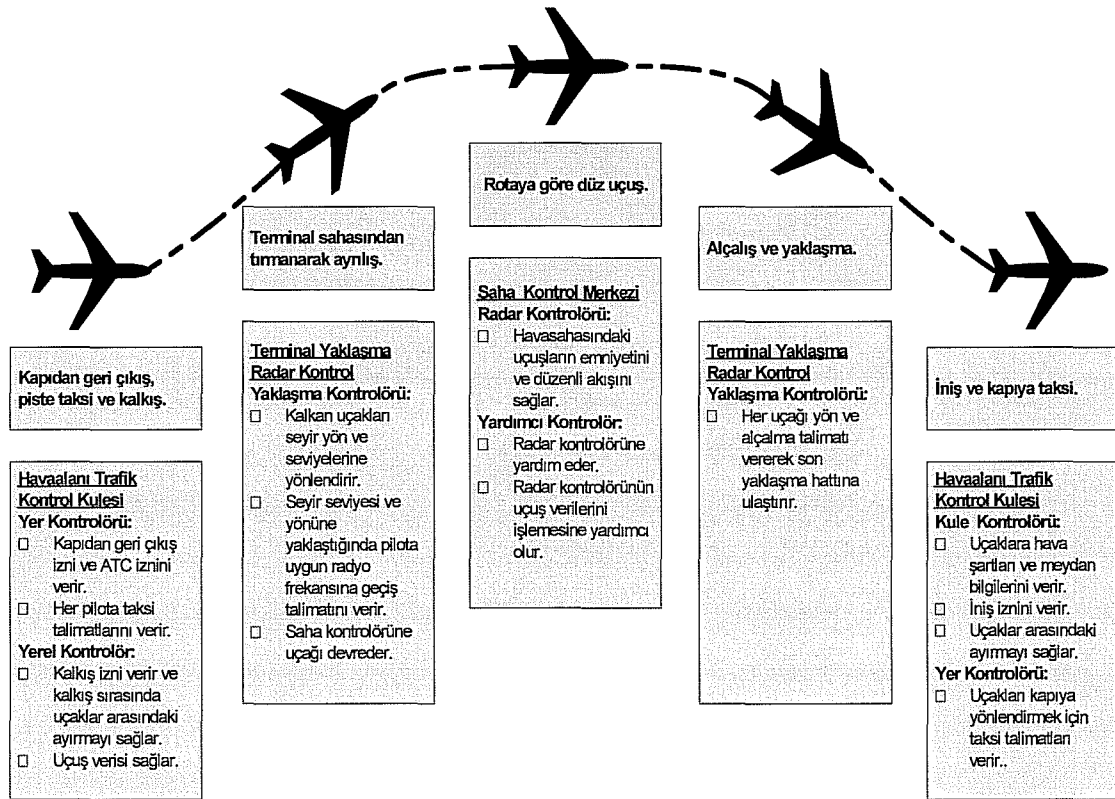 Kapıdan geri çıkış,
piste taksi ve kalkış.
Havaalanı Trafik
Kontrol Kulesi
Yer Kontrolörü:
Kapıdan geri çıkış
izni ve ATC iznini
verir.
Her pilota taksi
talimatlarını verir.
Yerel Kontrolör:
Kalkış izni verir ve
kalkış sırasında
uçaklar arasındaki
ayırmayı sağlar.
Uçuş verisi sağlar.
Terminal sahasından
tırmanarak ayrılış.
Terminal Yaklaşma
Radar Kontrol
Yaklaşma Kontrolörü:
Kalkan uçakları
seyir yön ve
seviyelerine
yönlendirir.
Seyir seviyesi ve
yönüne
yaklaştığında pilota
uygun radyo
frekansına geçiş
talimatını verir.
Saha kontrolörüne
uçağı devreder.
Rotaya göre düz uçuş.
Saha Kontrol Merkezi
Radar Kontrolörü:
Havasahasındaki
uçuşların emniyetini
ve düzenli akışını
sağlar.
Yardımcı Kontrolör:
Radar kontrolörüne
yardım eder.
Radar kontrolörünün
uçuş verilerini
işlemesine yardımcı
olur.
Alçalış ve yaklaşma.
Terminal Yaklaşma
Radar Kontrol
Yaklaşma Kontrolörü:
Her uçağı yön ve
alçalma talimatı
vererek son
yaklaşma hattına
ulaştırır.
İniş ve kapıya taksi.
Havaalanı Trafik
Kontrol Kulesi
Kule Kontrolörü:
Uçaklara hava
şartları ve meydan
bilgilerini verir.
İniş iznini verir.
Uçaklar arasındaki
ayırmayı sağlar.
Yer Kontrolörü:
Uçakları kapıya
yönlendirmek için
taksi talimatları
verir..